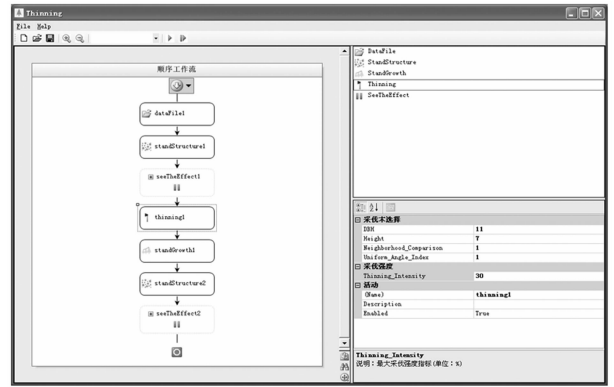 Thinning
File Help
顺序工作流
dataFile1
standStructure1
seeTheEffect1
thinning1
standGrowth1
standStructure2
seeTheEffect2
DataFile
StandStructure
StandGrowth
Thinning
SeeTheEffect
采伐木选择
DBH 11
Height 7
Neighborhood_Comparison 1
Uniform_Angle_Index 1
采伐强度
Thinning_Intensity 30
活动
(Name) thinning1
Description
Enabled True
Thinning_Intensity
说明：最大采伐强度指标(单位：%)